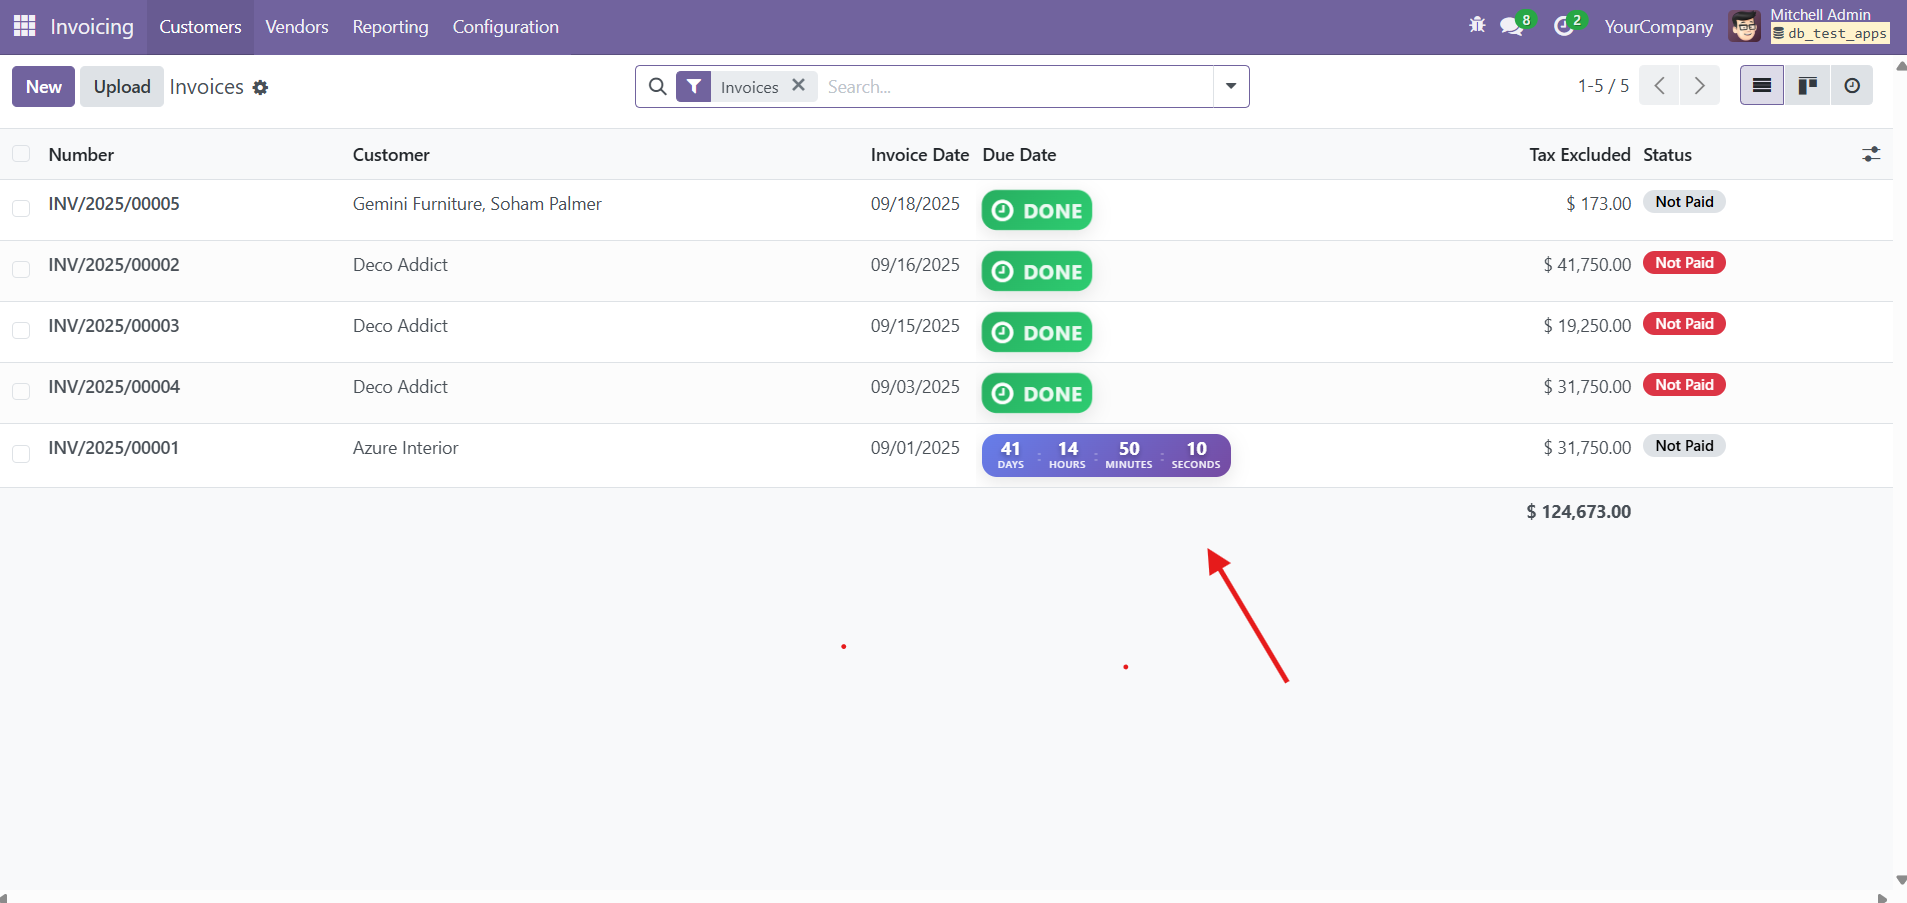 Invoicing Customers Vendors Reporting Configuration 8 2 YourCompany Mitchell Admin
db_test_apps
New Upload Invoices Invoices Search... 1-5 / 5
Number Customer Invoice Date Due Date Tax Excluded Status
INV/2025/00005 Gemini Furniture, Soham Palmer 09/18/2025 DONE $ 173.00 Not Paid
INV/2025/00002 Deco Addict 09/16/2025 DONE $ 41,750.00 Not Paid
INV/2025/00003 Deco Addict 09/15/2025 DONE $ 19,250.00 Not Paid
INV/2025/00004 Deco Addict 09/03/2025 DONE $ 31,750.00 Not Paid
INV/2025/00001 Azure Interior 09/01/2025 41 : 14 : 50 : 10 $ 31,750.00 Not Paid
DAYS HOURS MINUTES SECONDS
$ 124,673.00